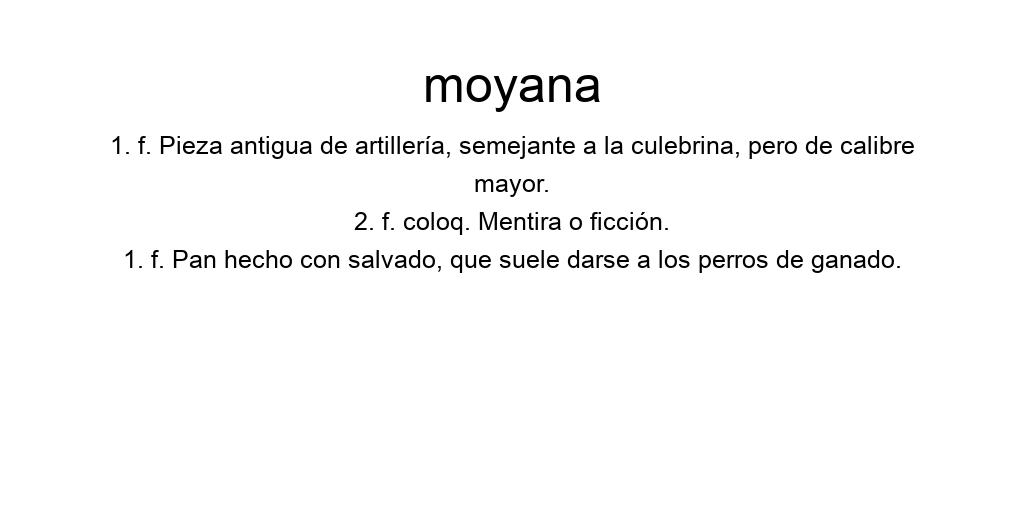 moyana
1. f. Pieza antigua de artillería, semejante a la culebrina, pero de calibre
mayor.
2. f. coloq. Mentira o ficción.
1. f. Pan hecho con salvado, que suele darse a los perros de ganado.